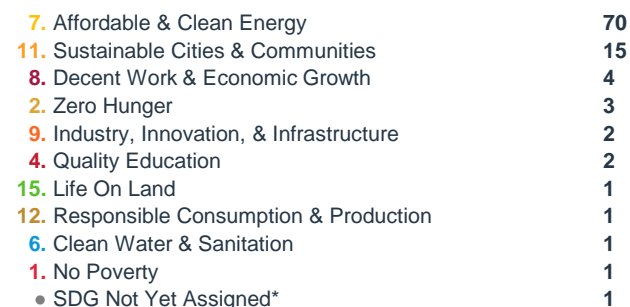 7. Affordable & Clean Energy 70
11. Sustainable Cities & Communities 15
8. Decent Work & Economic Growth 4
2. Zero Hunger 3
9. Industry, Innovation, & Infrastructure 2
4. Quality Education 2
15. Life On Land 1
12. Responsible Consumption & Production 1
6. Clean Water & Sanitation 1
1. No Poverty 1
● SDG Not Yet Assigned* 1